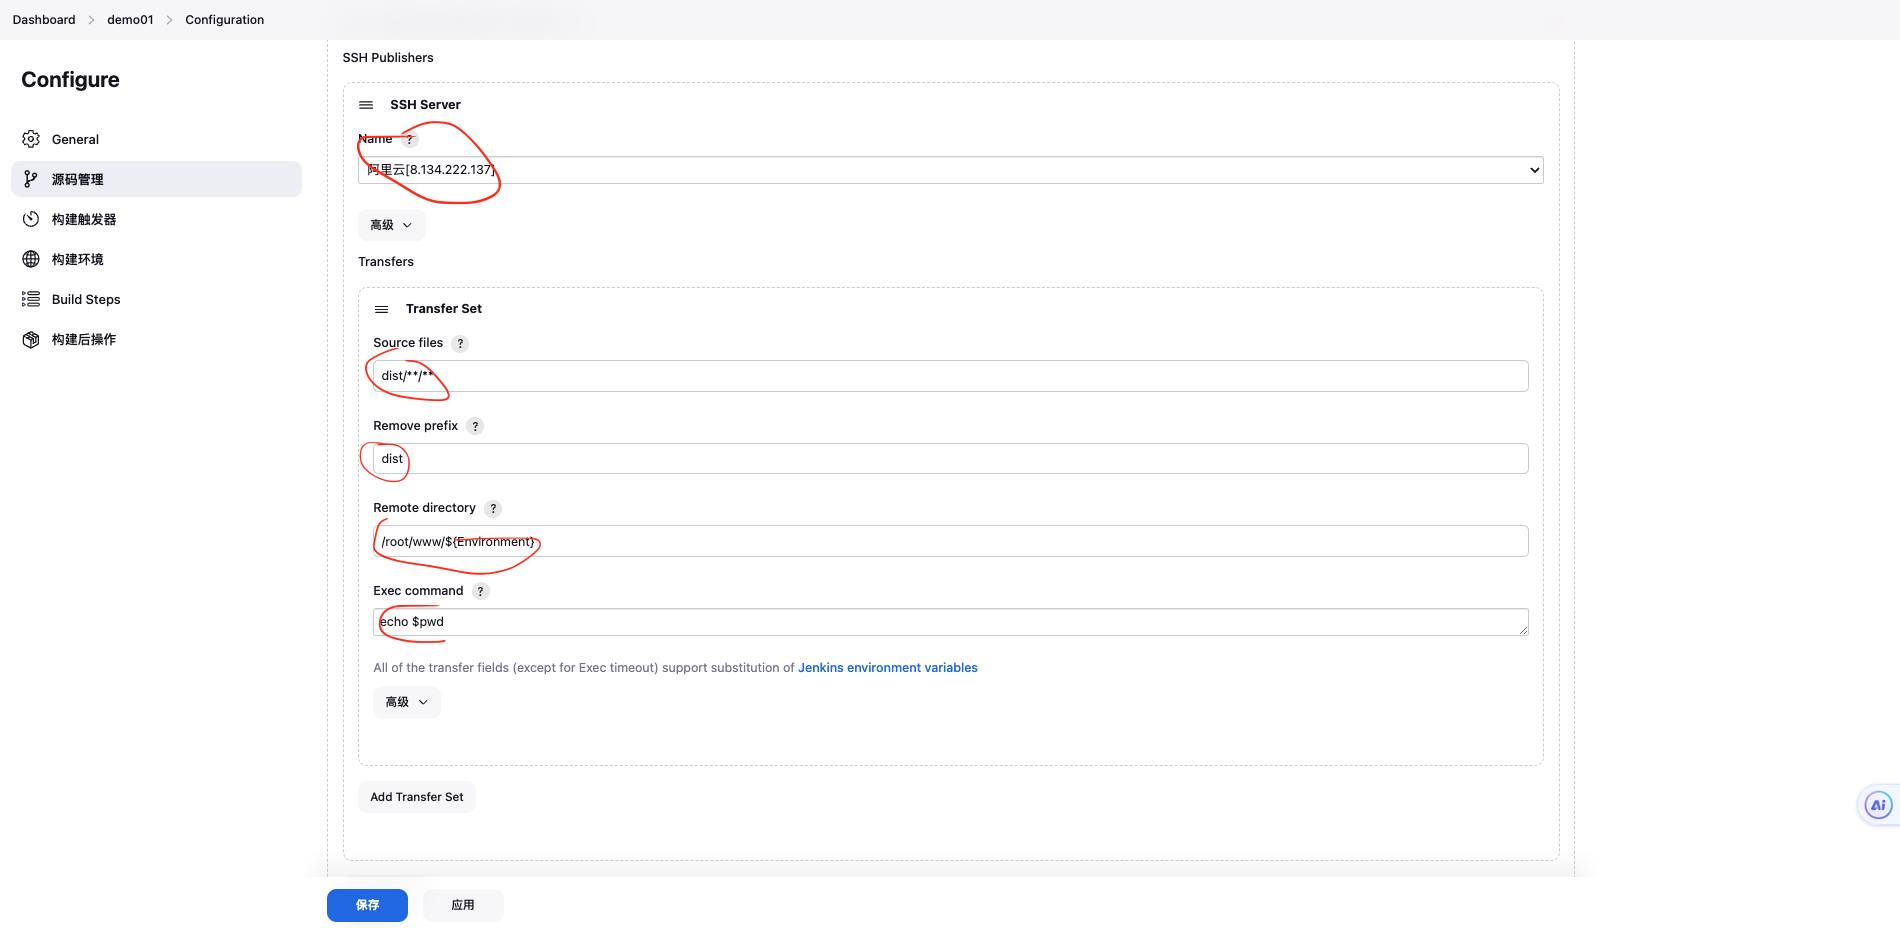 Dashboard > demo01 > Configuration
Configure
General
源码管理
构建触发器
构建环境
Build Steps
构建后操作
SSH Publishers
SSH Server
Name ?
阿里云[8.134.222.137]
高级
Transfers
Transfer Set
Source files ?
dist/**/**
Remove prefix ?
dist
Remote directory ?
/root/www/${Environment}
Exec command ?
echo $pwd
All of the transfer fields (except for Exec timeout) support substitution of Jenkins environment variables
高级
Add Transfer Set
Ai
保存
应用